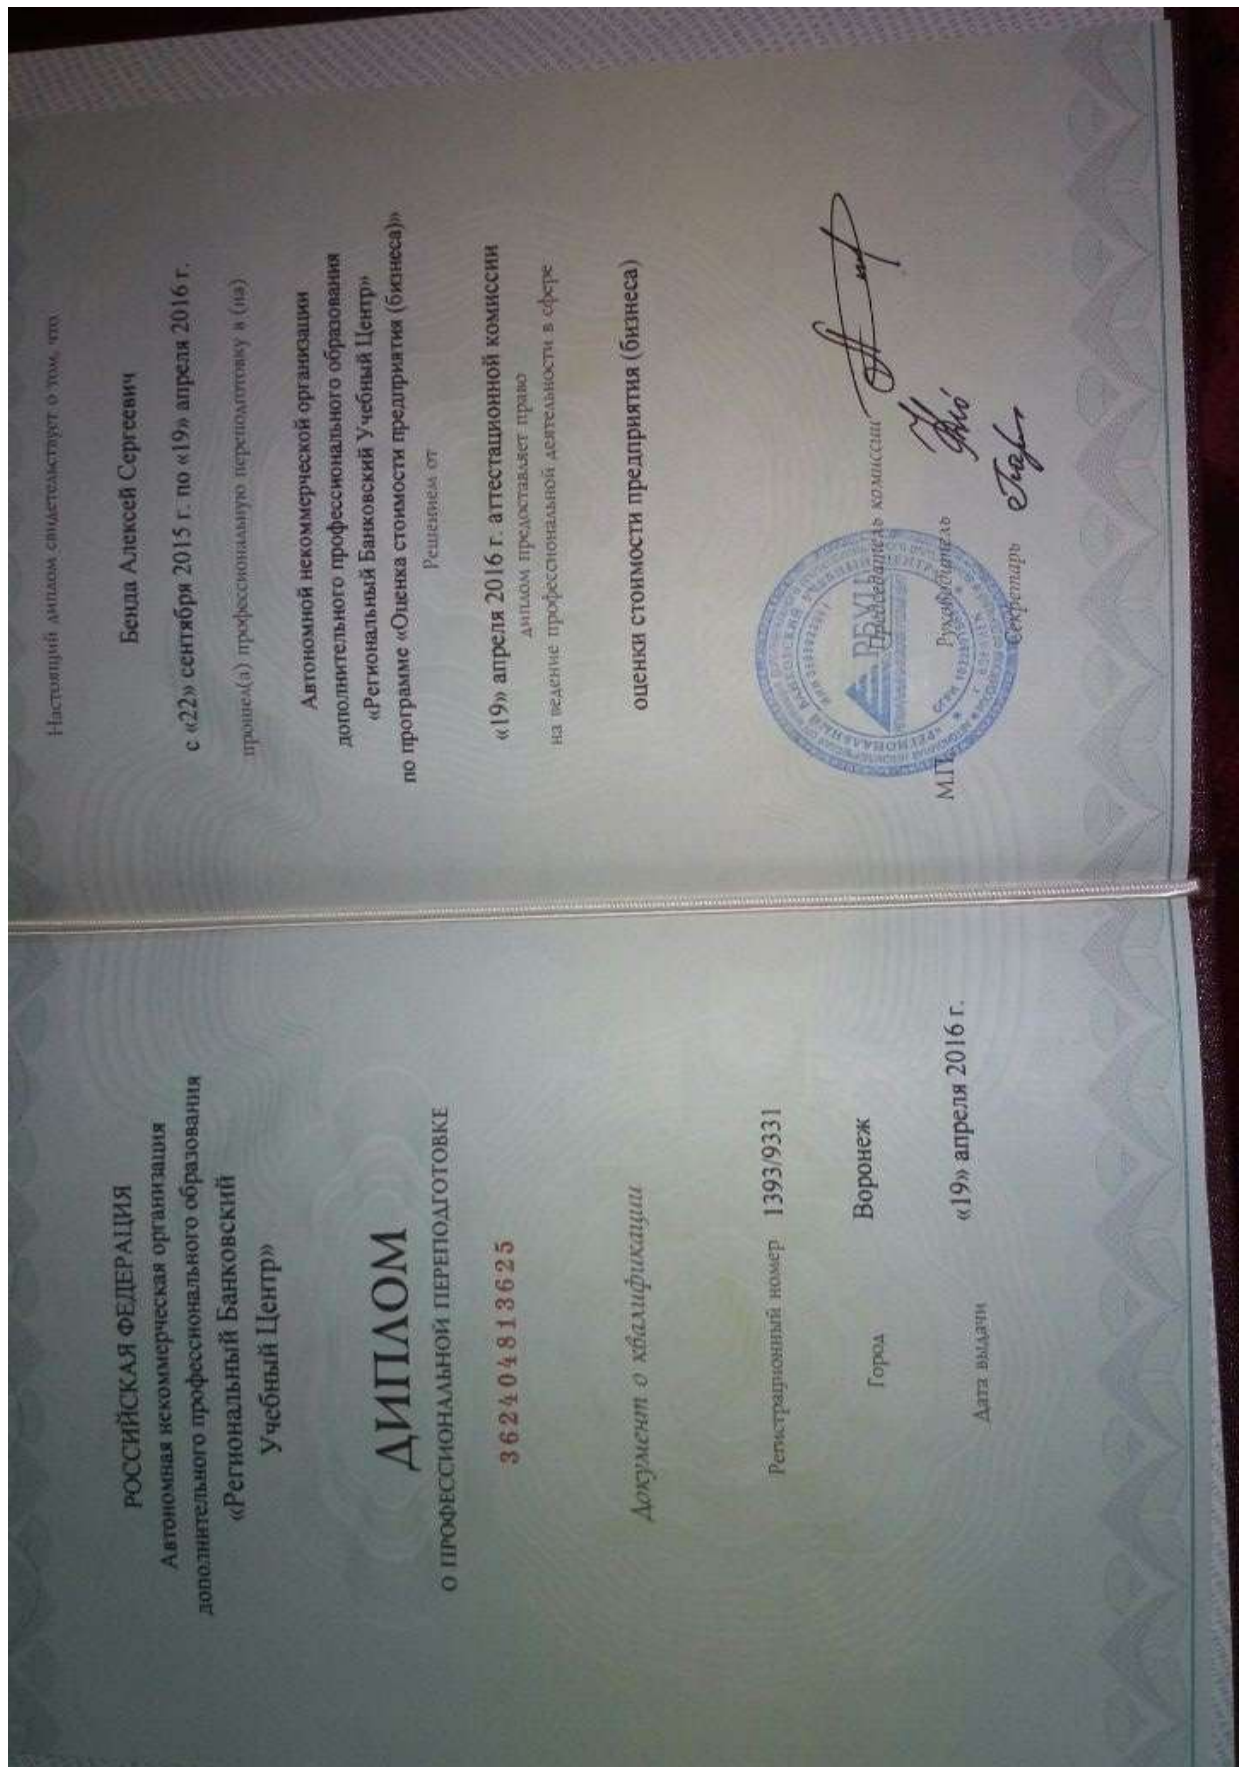 РОССИЙСКАЯ ФЕДЕРАЦИЯ
Автономная некоммерческая организация
дополнительного профессионального образования
«Региональный Банковский
Учебный Центр»
ДИПЛОМ
О ПРОФЕССИОНАЛЬНОЙ ПЕРЕПОДГОТОВКЕ
362404813625
Документ о квалификации
Регистрационный номер 1393/9331
Город Воронеж
Дата выдачи «19» апреля 2016 г.
Настоящий диплом свидетельствует о том, что
Бенда Алексей Сергеевич
с «22» сентября 2015 г. по «19» апреля 2016 г.
прошел(а) профессиональную переподготовку в (на)
Автономной некоммерческой организации
дополнительного профессионального образования
«Региональный Банковский Учебный Центр»
по программе «Оценка стоимости предприятия (бизнеса)»
Решением от
«19» апреля 2016 г. аттестационной комиссии
диплом предоставляет право
на ведение профессиональной деятельности в сфере
оценки стоимости предприятия (бизнеса)
Председатель комиссии
М.П. Руководитель
Секретарь
РБУЦ